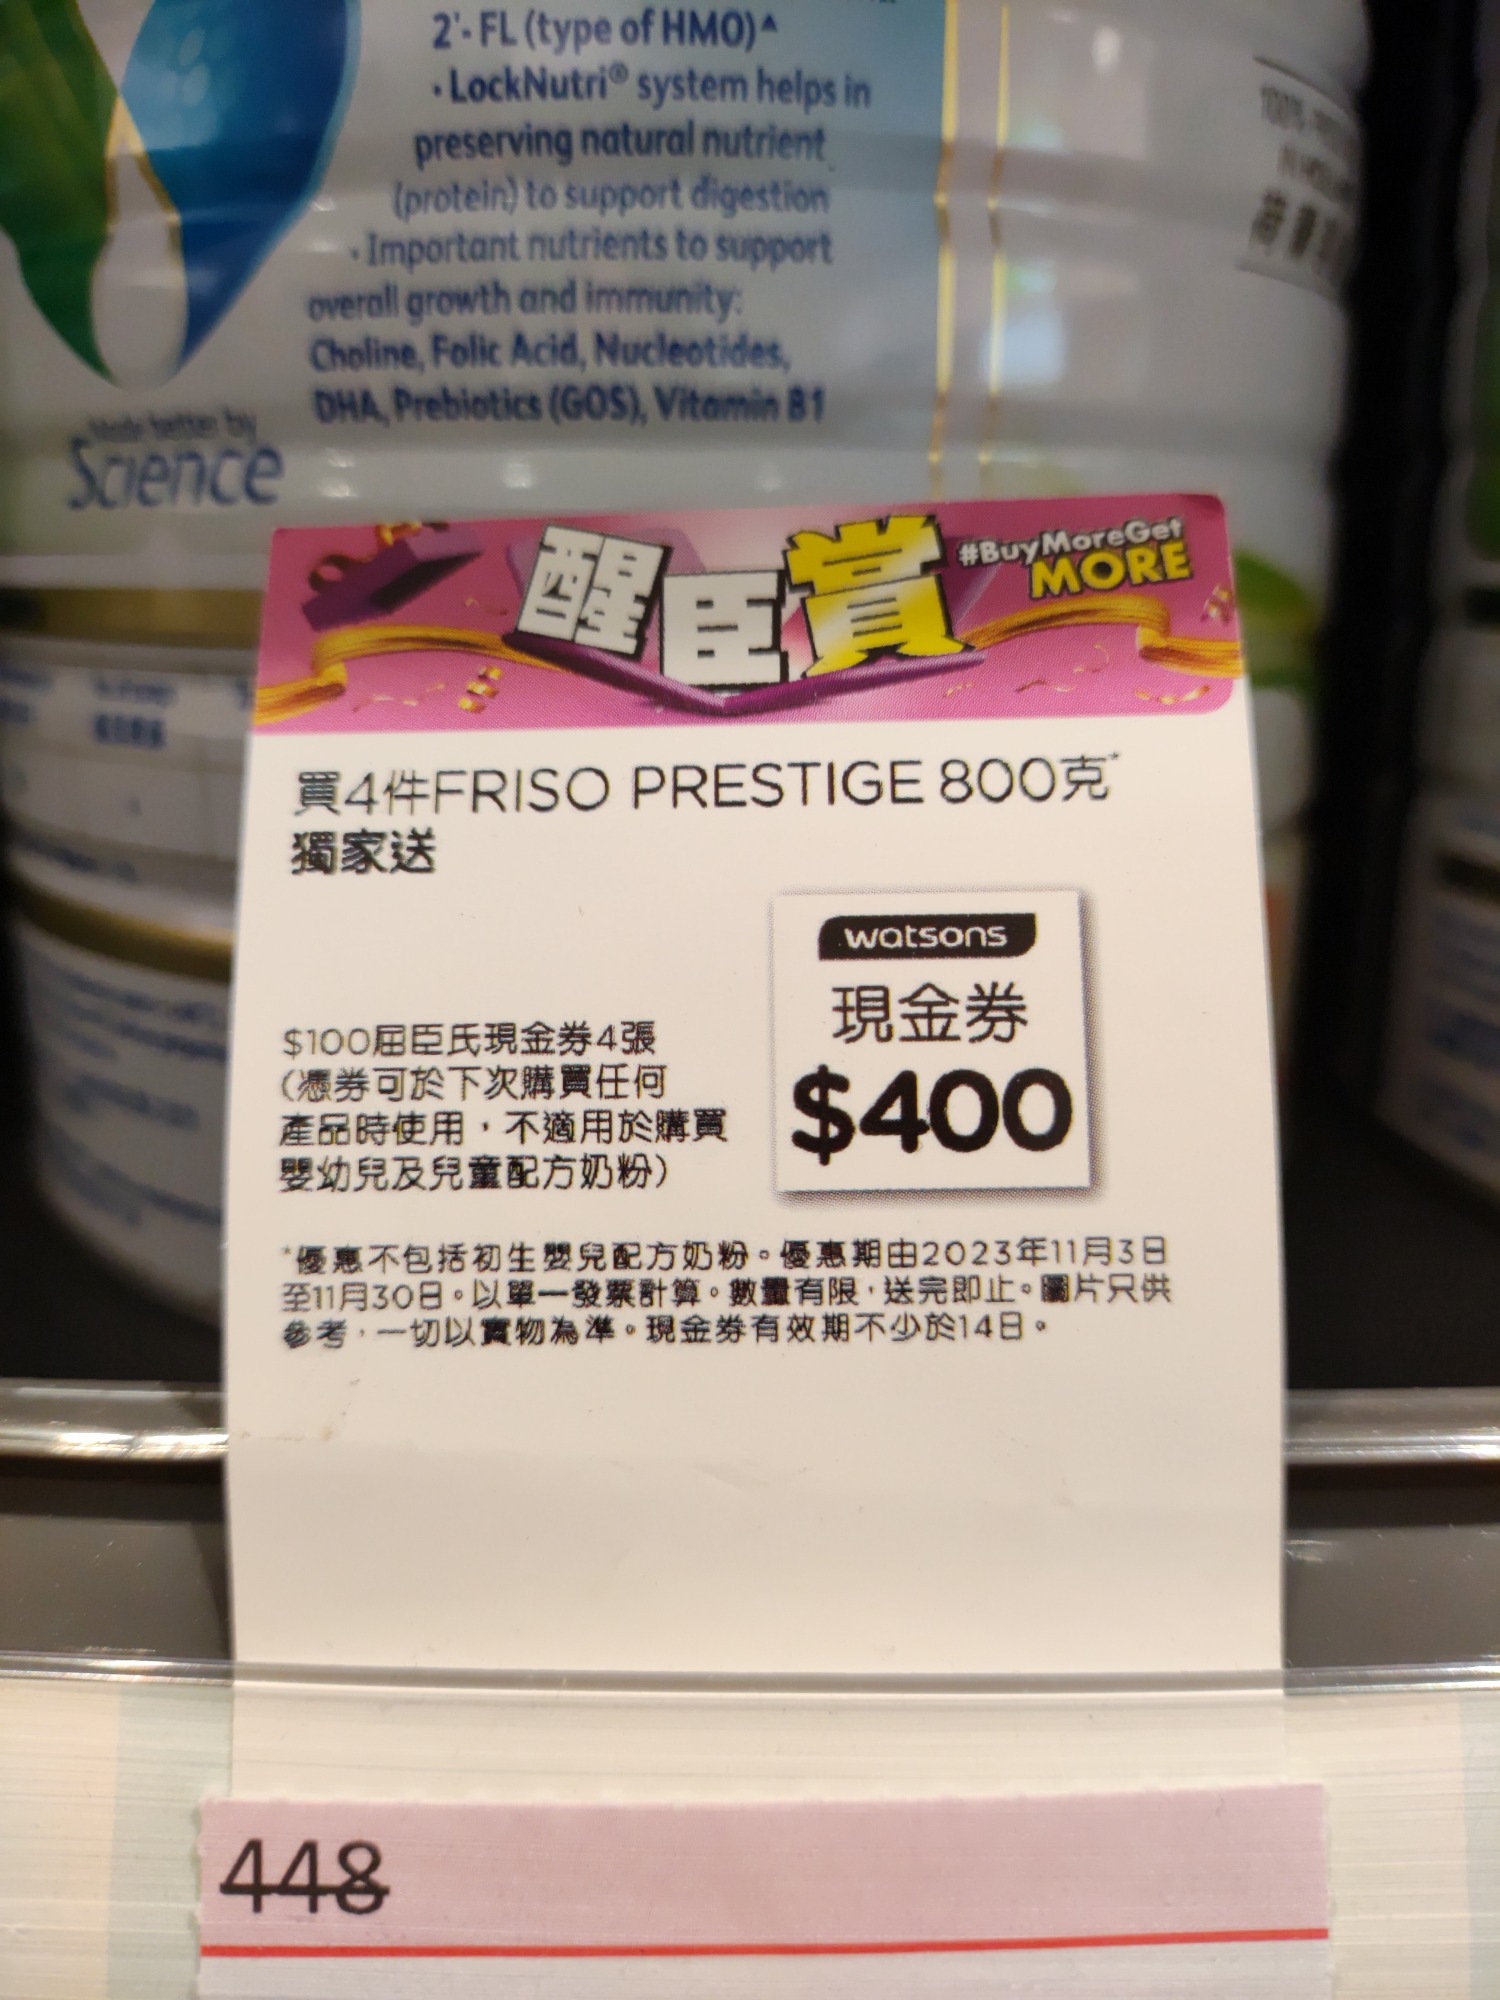 2'- FL (type of HMO)▲
· LockNutri® system helps in
preserving natural nutrient
(protein) to support digestion
· Important nutrients to support
overall growth and immunity:
Choline, Folic Acid, Nucleotides,
DHA, Prebiotics (GOS), Vitamin B1
Made better by
Science
100%
醒臣賞
#BuyMoreGet
MORE
買4件FRISO PRESTIGE 800克*
獨家送
watsons
現金券
$400
$100屈臣氏現金券4張
(憑券可於下次購買任何
產品時使用，不適用於購買
嬰幼兒及兒童配方奶粉)
*優惠不包括初生嬰兒配方奶粉。優惠期由2023年11月3日
至11月30日。以單一發票計算。數量有限，送完即止。圖片只供
參考，一切以實物為準。現金券有效期不少於14日。
448